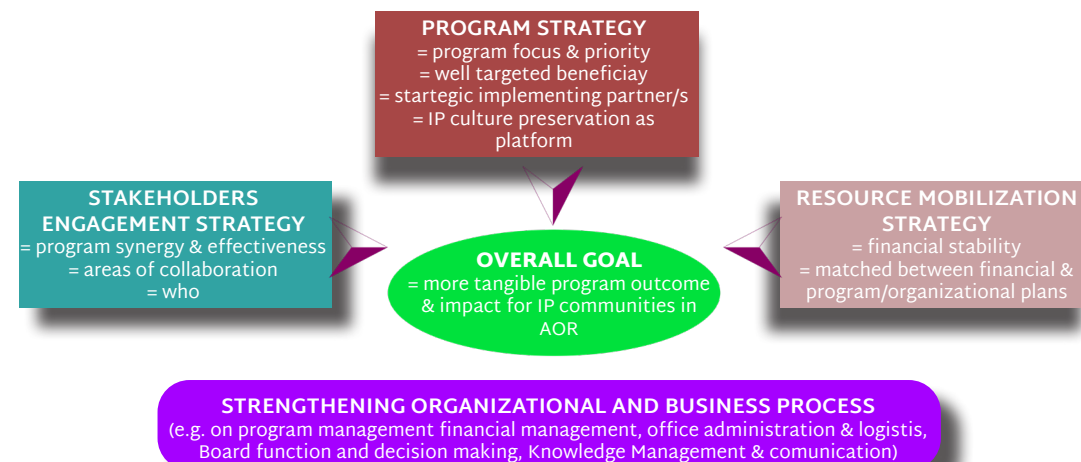 PROGRAM STRATEGY
= program focus & priority
= well targeted beneficiay
= startegic implementing partner/s
= IP culture preservation as
platform
STAKEHOLDERS
ENGAGEMENT STRATEGY
= program synergy & effectiveness
= areas of collaboration
= who
OVERALL GOAL
= more tangible program outcome
& impact for IP communities in
AOR
RESOURCE MOBILIZATION
STRATEGY
= financial stability
= matched between financial &
program/organizational plans
STRENGTHENING ORGANIZATIONAL AND BUSINESS PROCESS
(e.g. on program management financial management, office administration & logistis,
Board function and decision making, Knowledge Management & comunication)